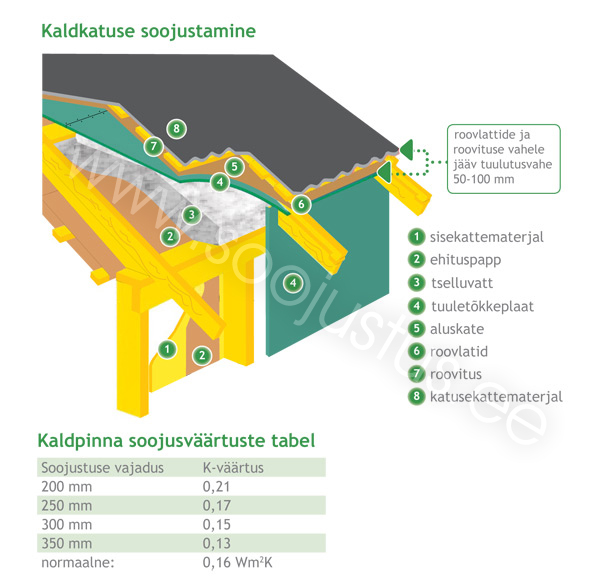 Kaldkatuse soojustamine
8
7
5
4
3
6
2
4
1
2
roovlattide ja
roovituse vahele
jääv tuulutusvahe
50-100 mm
1 sisekattematerjal
2 ehituspapp
3 tselluvatt
4 tuuletõkkeplaat
5 aluskate
6 roovlatid
7 roovitus
8 katusekattematerjal
www.soojustus.ee
Kaldpinna soojusväärtuste tabel
Soojustuse vajadus K-väärtus
200 mm 0,21
250 mm 0,17
300 mm 0,15
350 mm 0,13
normaalne: 0,16 Wm²K